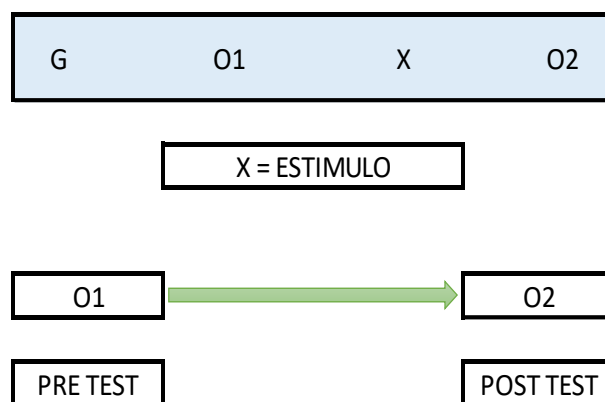 G O1 X O2
X = ESTIMULO
O1 O2
PRE TEST POST TEST